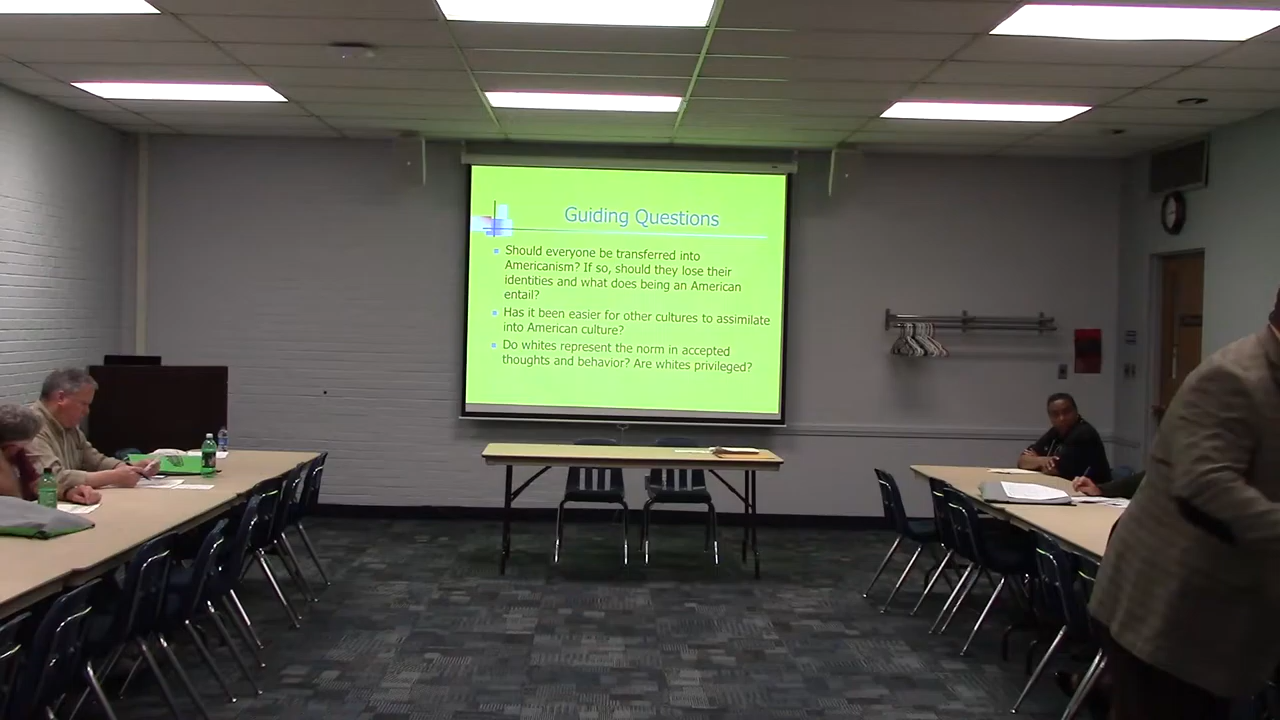 Guiding Questions
Should everyone be transferred into
Americanism? If so, should they lose their
identities and what does being an American
entail?
Has it been easier for other cultures to assimilate
into American culture?
Do whites represent the norm in accepted
thoughts and behavior? Are whites privileged?